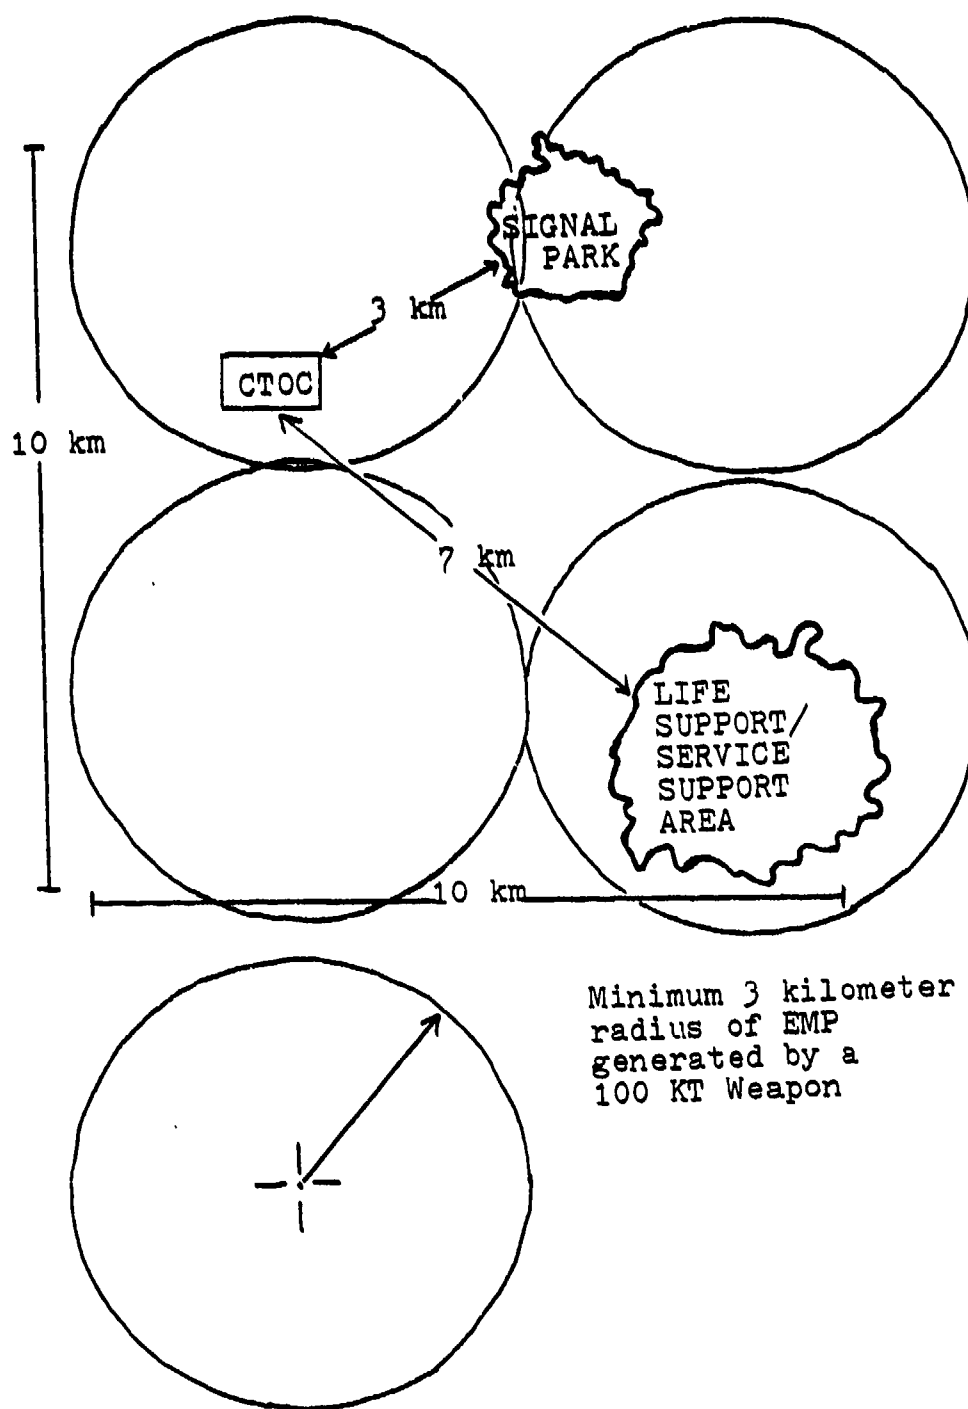 SIGNAL
PARK
3 km
CTOC
10 km
7 km
LIFE
SUPPORT/
SERVICE
SUPPORT
AREA
10 km
Minimum 3 kilometer
radius of EMP
generated by a
100 KT Weapon